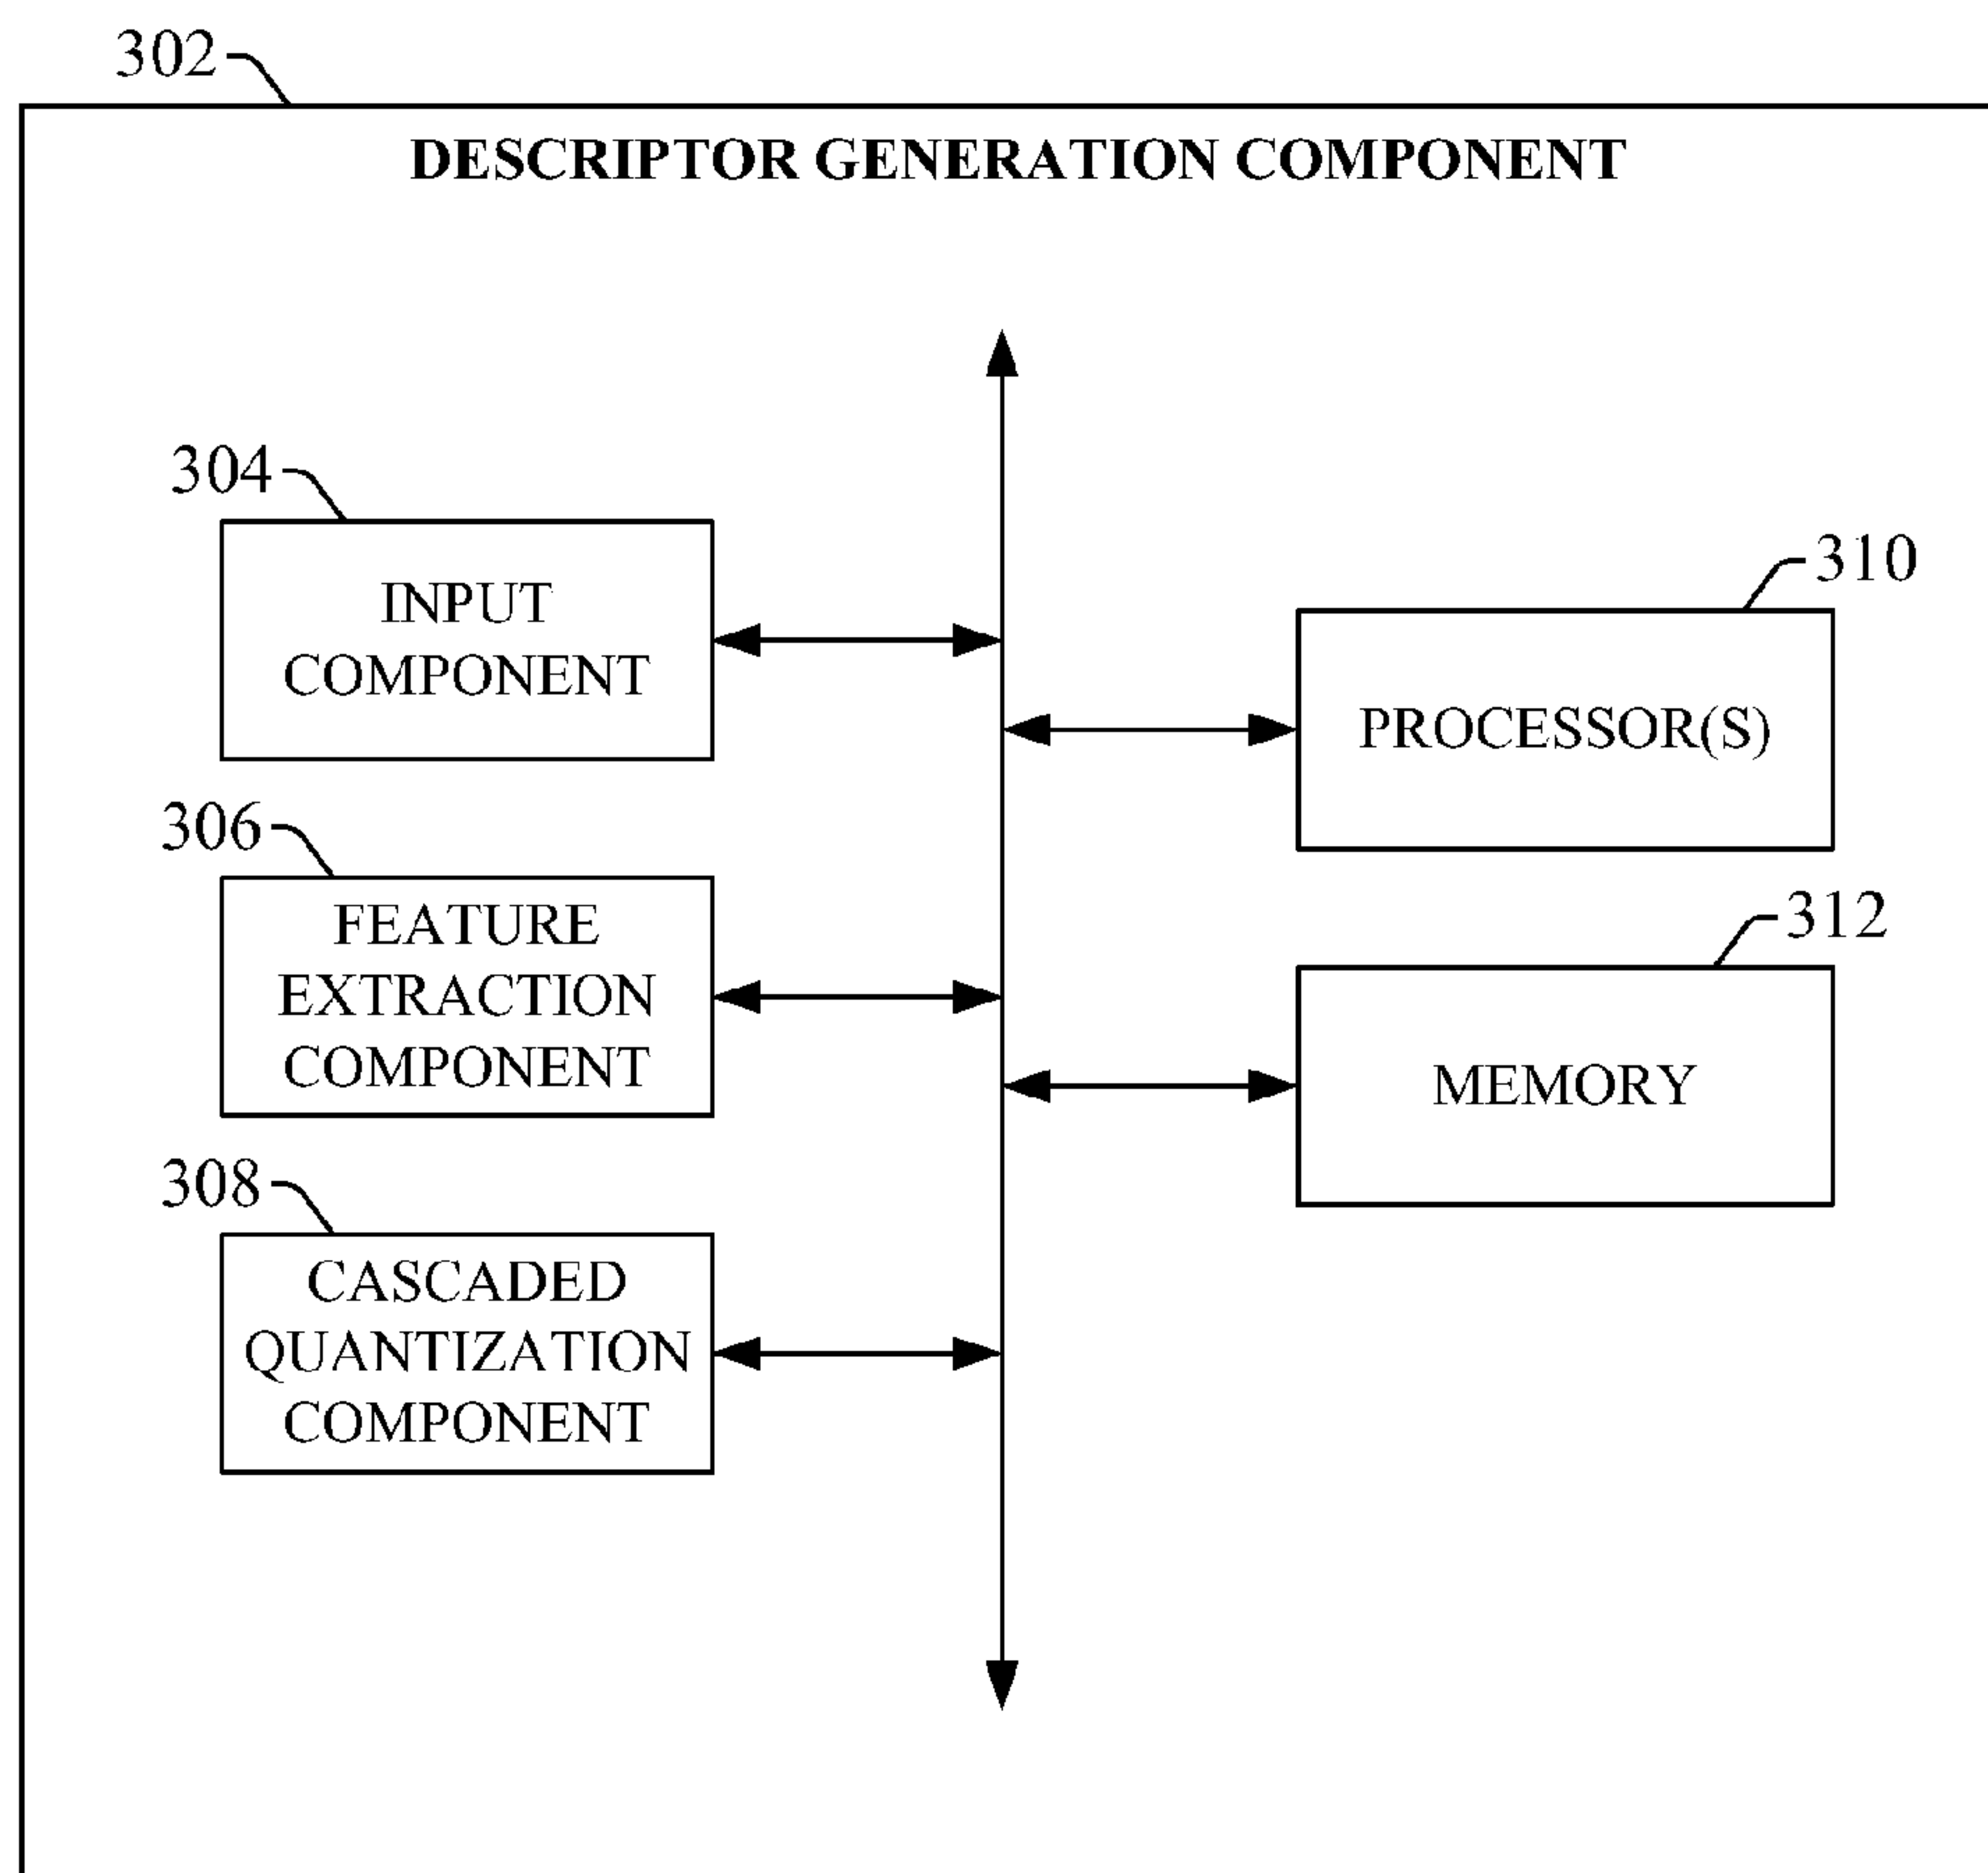 302
DESCRIPTOR GENERATION COMPONENT
304
INPUT
COMPONENT
306
FEATURE
EXTRACTION
COMPONENT
308
CASCADED
QUANTIZATION
COMPONENT
310
PROCESSOR(S)
312
MEMORY